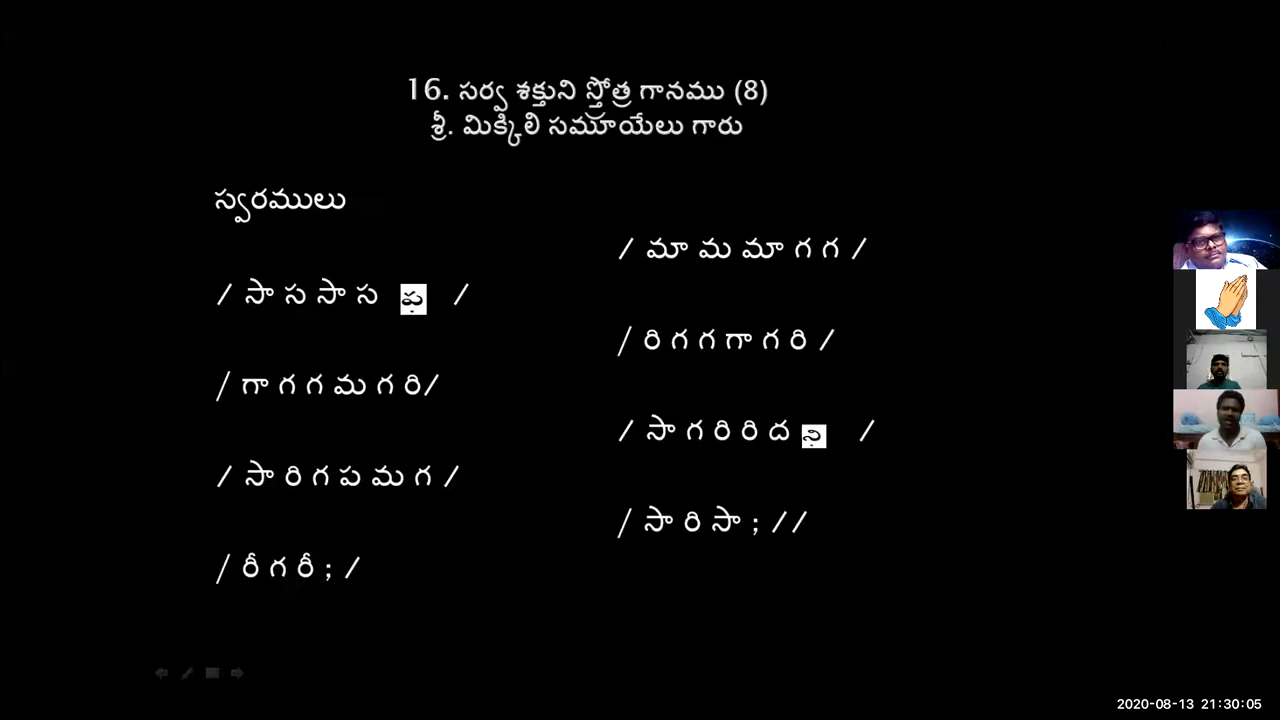 16. సర్వ శక్తుని స్తోత్ర గానము (8)
శ్రీ. మిక్కిలి సమూయేలు గారు
స్వరములు
/ సా స సా స ప़ /
/ గా గ గ మ గ రి/
/ సా రి గ ప మ గ /
/ రీ గ రీ ; /
/ మా మ మా గ గ /
/ రి గ గ గా గ రి /
/ సా గ రి రి ద ని /
/ సా రి సా ; //
2020-08-13 21:30:05